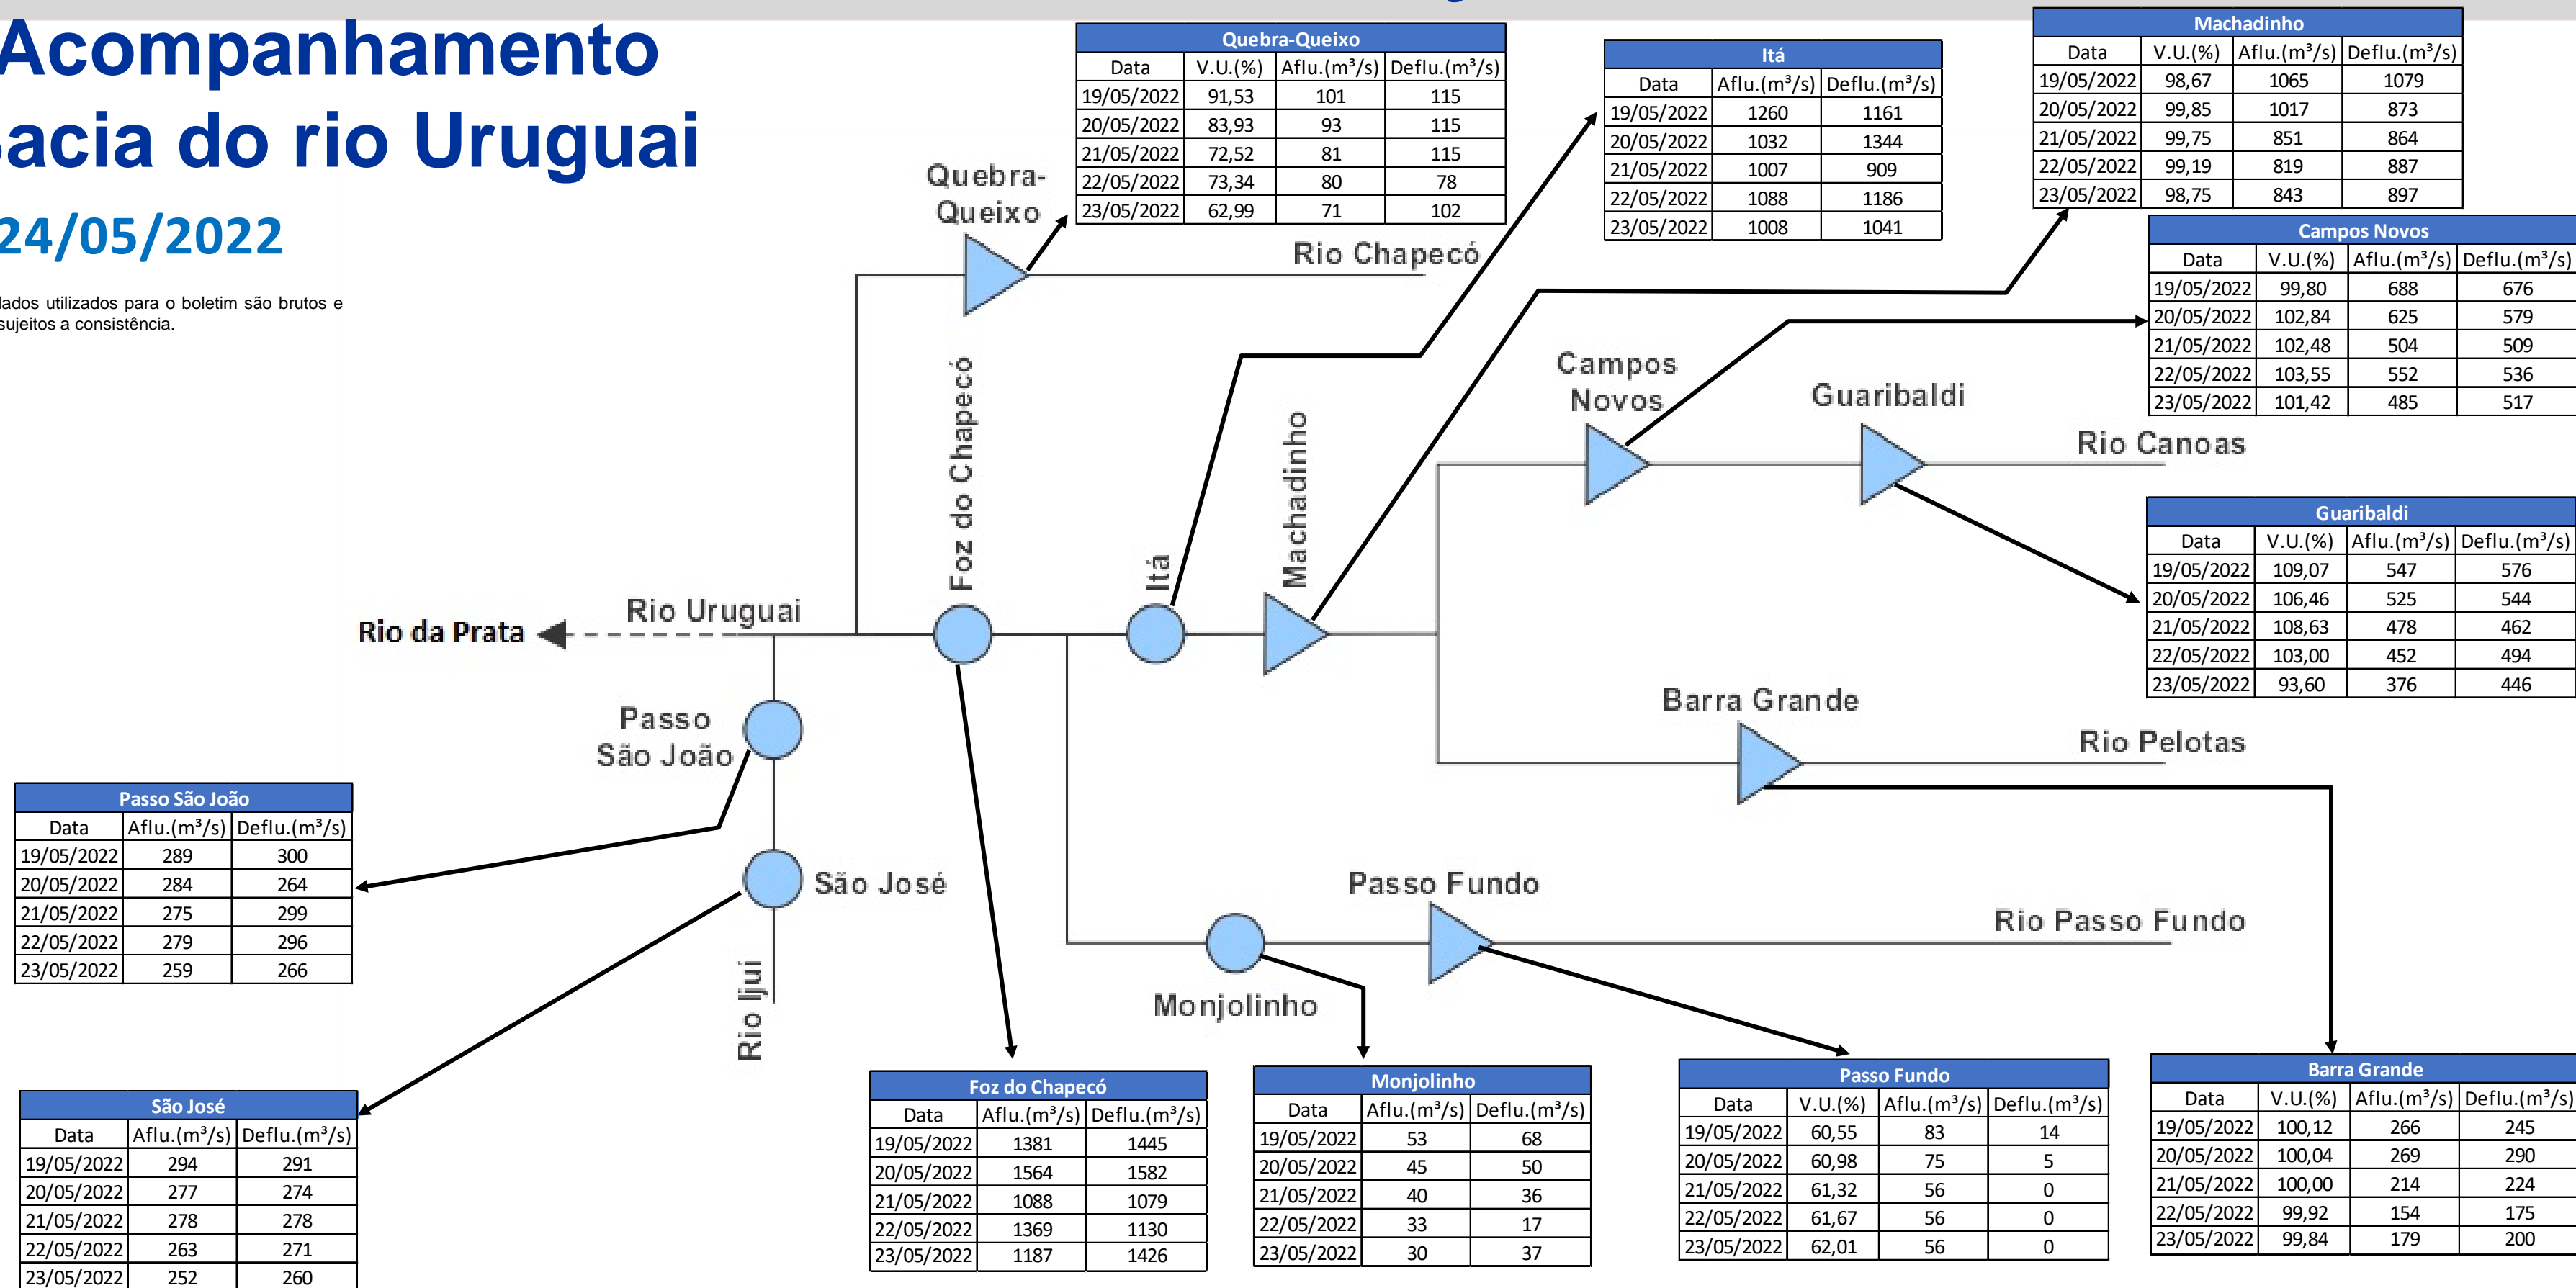 Acompanhamento
acia do rio Uruguai
24/05/2022
dados utilizados para o boletim são brutos e
sujeitos a consistência.
Quebra-Queixo
Data V.U.(%) Aflu.(m³/s) Deflu.(m³/s)
19/05/2022 91,53 101 115
20/05/2022 83,93 93 115
21/05/2022 72,52 81 115
22/05/2022 73,34 80 78
23/05/2022 62,99 71 102
Itá
Data Aflu.(m³/s) Deflu.(m³/s)
19/05/2022 1260 1161
20/05/2022 1032 1344
21/05/2022 1007 909
22/05/2022 1088 1186
23/05/2022 1008 1041
Machadinho
Data V.U.(%) Aflu.(m³/s) Deflu.(m³/s)
19/05/2022 98,67 1065 1079
20/05/2022 99,85 1017 873
21/05/2022 99,75 851 864
22/05/2022 99,19 819 887
23/05/2022 98,75 843 897
Campos Novos
Data V.U.(%) Aflu.(m³/s) Deflu.(m³/s)
19/05/2022 99,80 688 676
20/05/2022 102,84 625 579
21/05/2022 102,48 504 509
22/05/2022 103,55 552 536
23/05/2022 101,42 485 517
Quebra-
Queixo
Rio Chapecó
Foz do Chapecó
Itá
Machadinho
Campos
Novos
Guaribaldi
Rio Canoas
Guaribaldi
Data V.U.(%) Aflu.(m³/s) Deflu.(m³/s)
19/05/2022 109,07 547 576
20/05/2022 106,46 525 544
21/05/2022 108,63 478 462
22/05/2022 103,00 452 494
23/05/2022 93,60 376 446
Rio da Prata
Rio Uruguai
Passo
São João
Barra Grande
Rio Pelotas
São José
Rio Ijuí
Passo Fundo
Rio Passo Fundo
Monjolinho
Passo São João
Data Aflu.(m³/s) Deflu.(m³/s)
19/05/2022 289 300
20/05/2022 284 264
21/05/2022 275 299
22/05/2022 279 296
23/05/2022 259 266
São José
Data Aflu.(m³/s) Deflu.(m³/s)
19/05/2022 294 291
20/05/2022 277 274
21/05/2022 278 278
22/05/2022 263 271
23/05/2022 252 260
Foz do Chapecó
Data Aflu.(m³/s) Deflu.(m³/s)
19/05/2022 1381 1445
20/05/2022 1564 1582
21/05/2022 1088 1079
22/05/2022 1369 1130
23/05/2022 1187 1426
Monjolinho
Data Aflu.(m³/s) Deflu.(m³/s)
19/05/2022 53 68
20/05/2022 45 50
21/05/2022 40 36
22/05/2022 33 17
23/05/2022 30 37
Passo Fundo
Data V.U.(%) Aflu.(m³/s) Deflu.(m³/s)
19/05/2022 60,55 83 14
20/05/2022 60,98 75 5
21/05/2022 61,32 56 0
22/05/2022 61,67 56 0
23/05/2022 62,01 56 0
Barra Grande
Data V.U.(%) Aflu.(m³/s) Deflu.(m³/s)
19/05/2022 100,12 266 245
20/05/2022 100,04 269 290
21/05/2022 100,00 214 224
22/05/2022 99,92 154 175
23/05/2022 99,84 179 200